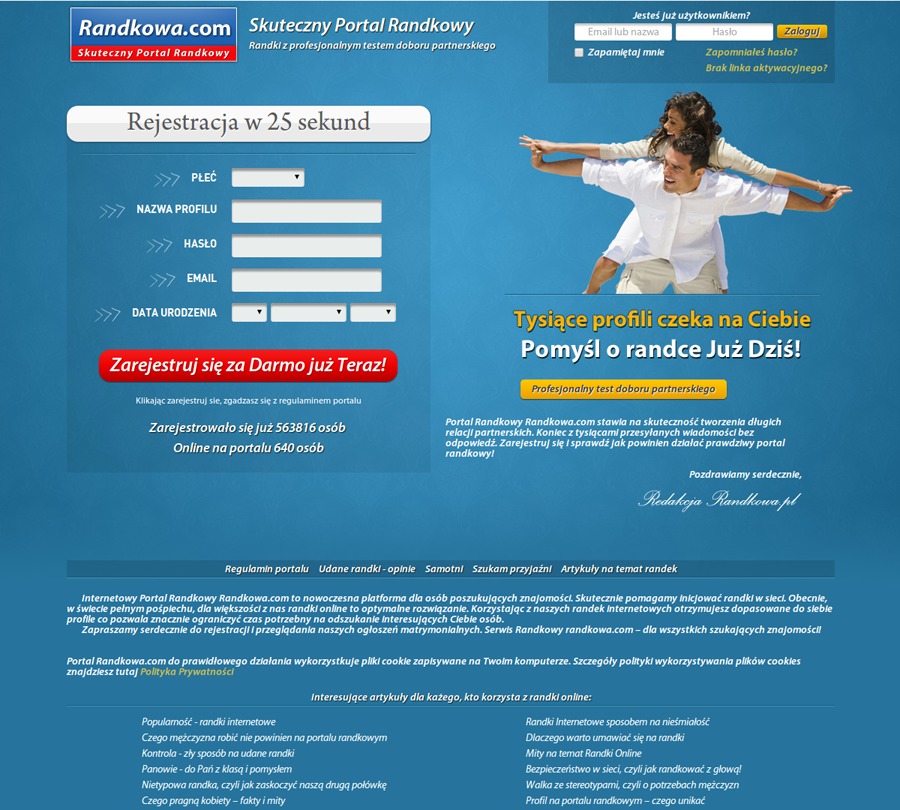 Randkowa.com
Skuteczny Portal Randkowy
Skuteczny Portal Randkowy
Randki z profesjonalnym testem doboru partnerskiego
Jesteś już użytkownikiem?
Email lub nazwa
Hasło
Zaloguj
Zapamiętaj mnie
Zapomniałeś hasło?
Brak linka aktywacyjnego?
Rejestracja w 25 sekund
PŁEĆ
NAZWA PROFILU
HASŁO
EMAIL
DATA URODZENIA
Zarejestruj się za Darmo już Teraz!
Klikając zarejestruj sie, zgadzasz się z regulaminem portalu
Zarejestrowało się już 563816 osób
Online na portalu 640 osób
Tysiące profili czeka na Ciebie
Pomyśl o randce Już Dziś!
Profesjonalny test doboru partnerskiego
Portal Randkowy Randkowa.com stawia na skuteczność tworzenia długich
relacji partnerskich. Koniec z tysiącami przesyłanych wiadomości bez
odpowiedź. Zarejestruj się i sprawdź jak powinien działać prawdziwy portal
randkowy!
Pozdrawiamy serdecznie,
Redakcja Randkowa.pl
Regulamin portalu Udane randki - opinie Samotni Szukam przyjaźni Artykuły na temat randek
Internetowy Portal Randkowy Randkowa.com to nowoczesna platforma dla osób poszukujących znajomości. Skutecznie pomagamy inicjować randki w sieci. Obecnie,
w świecie pełnym pośpiechu, dla większości z nas randki online to optymalne rozwiązanie. Korzystając z naszych randek internetowych otrzymujesz dopasowane do siebie
profile co pozwala znacznie ograniczyć czas potrzebny na odszukanie interesujących Ciebie osób.
Zapraszamy serdecznie do rejestracji i przeglądania naszych ogłoszeń matrymonialnych. Serwis Randkowy randkowa.com – dla wszystkich szukających znajomości!
Portal Randkowa.com do prawidłowego działania wykorzystkuje pliki cookie zapisywane na Twoim komputerze. Szczegóły polityki wykorzystywania plików cookies
znajdziesz tutaj Polityka Prywatności
Interesujące artykuły dla każego, kto korzysta z randki online:
Popularność - randki internetowe
Czego mężczyzna robić nie powinien na portalu randkowym
Kontrola - zły sposób na udane randki
Panowie - do Pań z klasą i pomysłem
Nietypowa randka, czyli jak zaskoczyć naszą drugą połówkę
Czego pragną kobiety – fakty i mity
Randki Internetowe sposobem na nieśmiałość
Dlaczego warto umawiać się na randki
Mity na temat Randki Online
Bezpieczeństwo w sieci, czyli jak randkować z głową!
Walka ze stereotypami, czyli o potrzebach mężczyzn
Profil na portalu randkowym – czego unikać